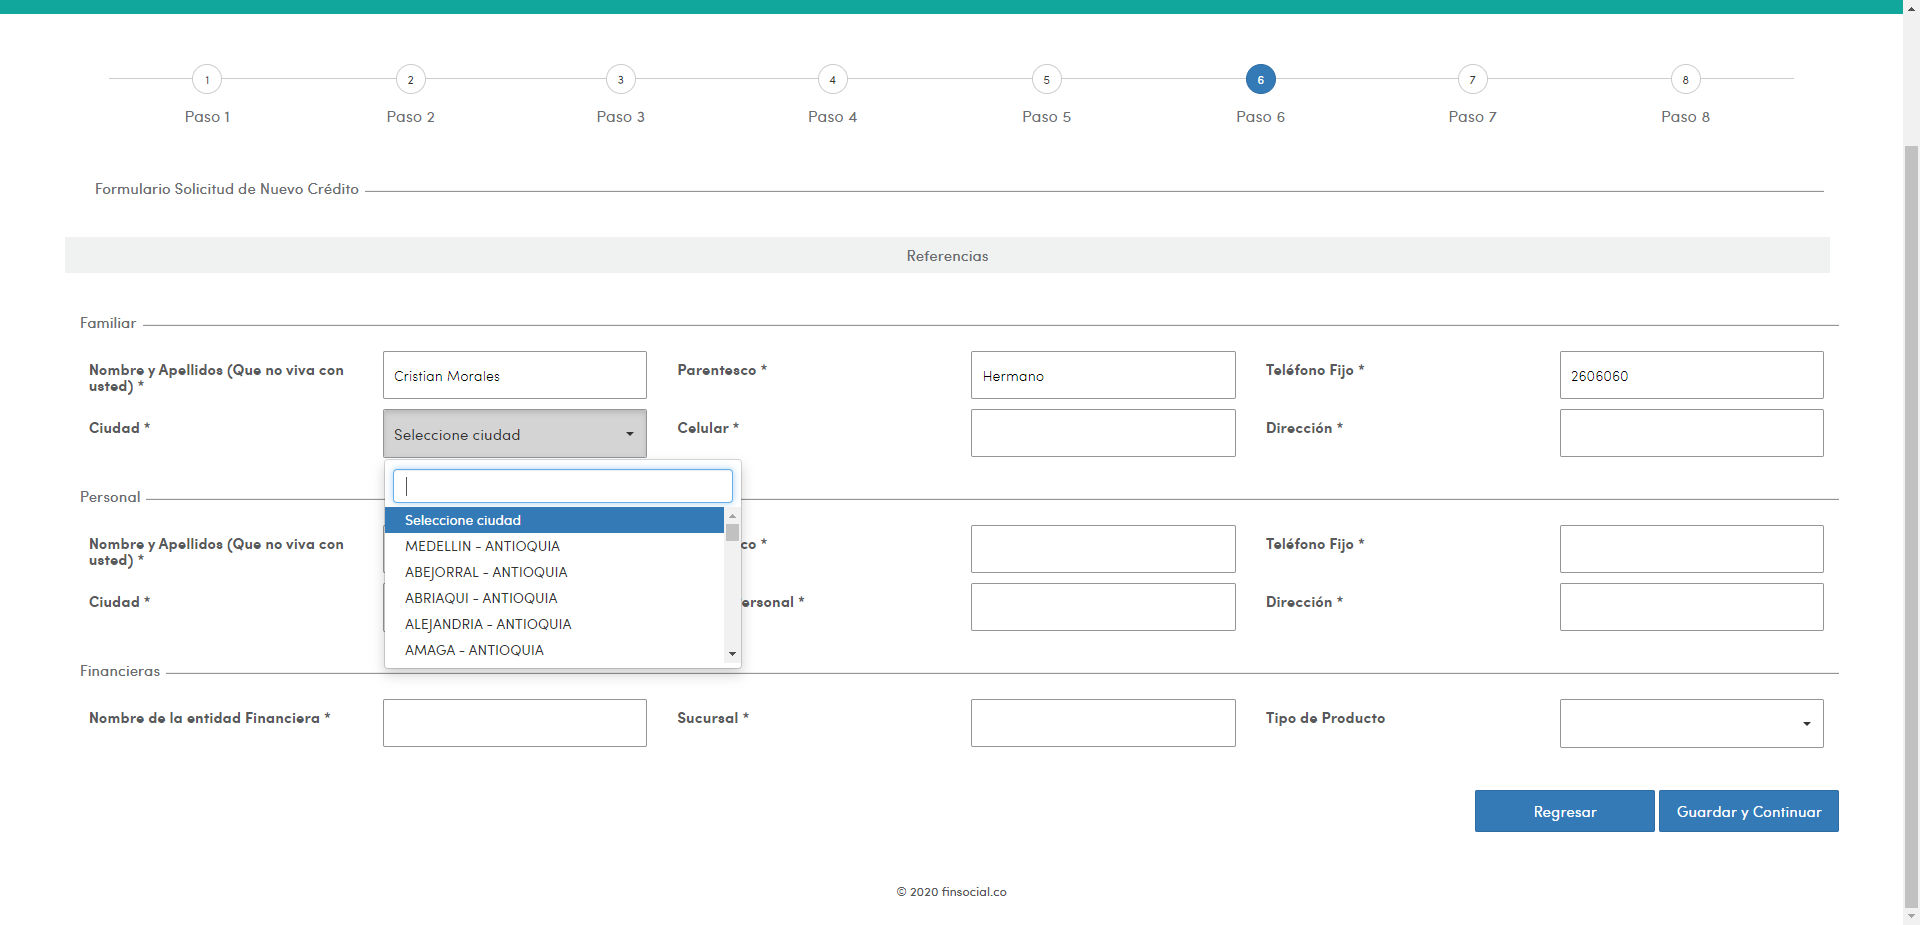 1 2 3 4 5 6 7 8
Paso 1 Paso 2 Paso 3 Paso 4 Paso 5 Paso 6 Paso 7 Paso 8
Formulario Solicitud de Nuevo Crédito
Referencias
Familiar
Nombre y Apellidos (Que no viva con
usted) *
Cristian Morales
Parentesco *
Hermano
Teléfono Fijo *
2606060
Ciudad *
Seleccione ciudad
Celular *
Dirección *
Seleccione ciudad
MEDELLIN - ANTIOQUIA
ABEJORRAL - ANTIOQUIA
ABRIAQUI - ANTIOQUIA
ALEJANDRIA - ANTIOQUIA
AMAGA - ANTIOQUIA
Personal
Nombre y Apellidos (Que no viva con
usted) *
co *
Teléfono Fijo *
Ciudad *
ersonal *
Dirección *
Financieras
Nombre de la entidad Financiera *
Sucursal *
Tipo de Producto
Regresar
Guardar y Continuar
© 2020 finsocial.co